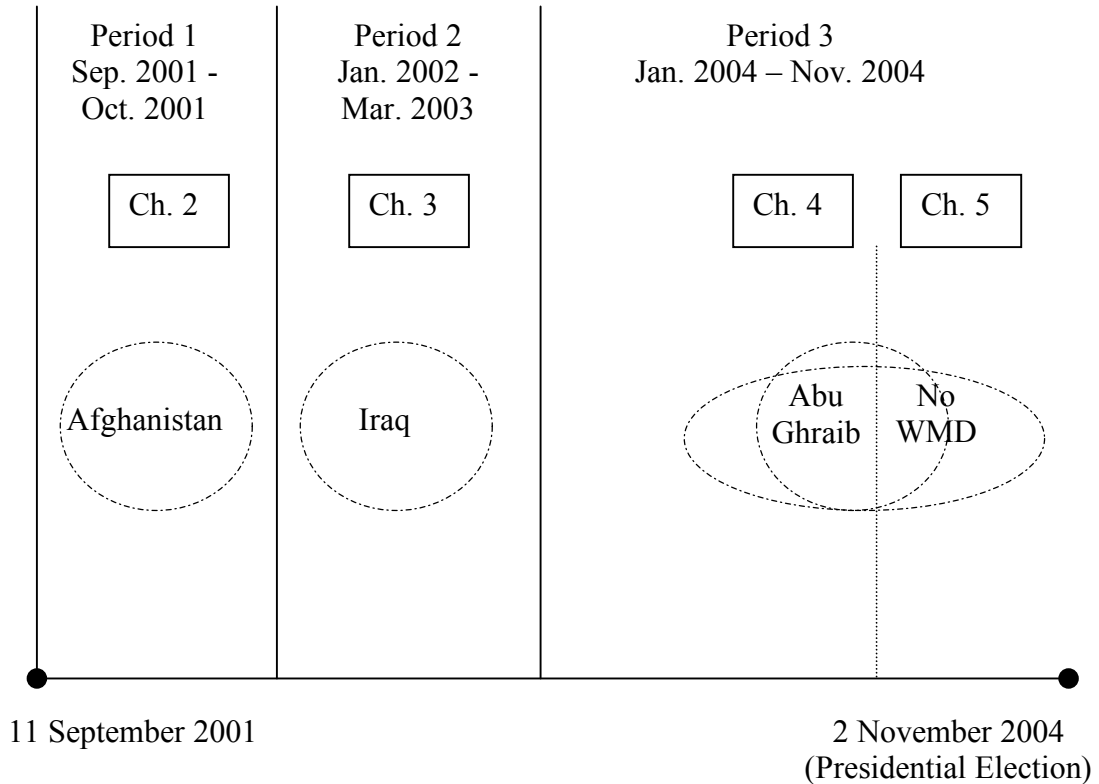 Period 1
Sep. 2001 -
Oct. 2001
Period 2
Jan. 2002 -
Mar. 2003
Period 3
Jan. 2004 – Nov. 2004
Ch. 2
Ch. 3
Ch. 4
Ch. 5
Afghanistan
Iraq
Abu
Ghraib
No
WMD
11 September 2001
2 November 2004
(Presidential Election)